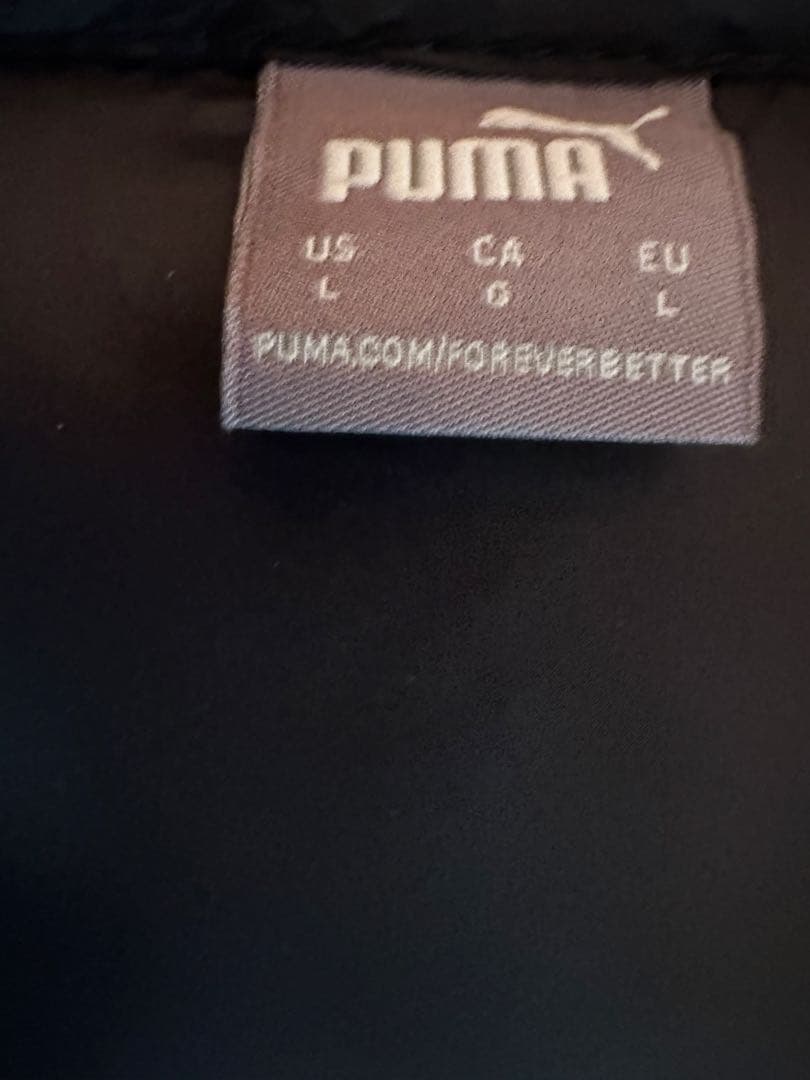 PUMA
US CA EU
L G L
PUMA.COM/FOREVERBETTER